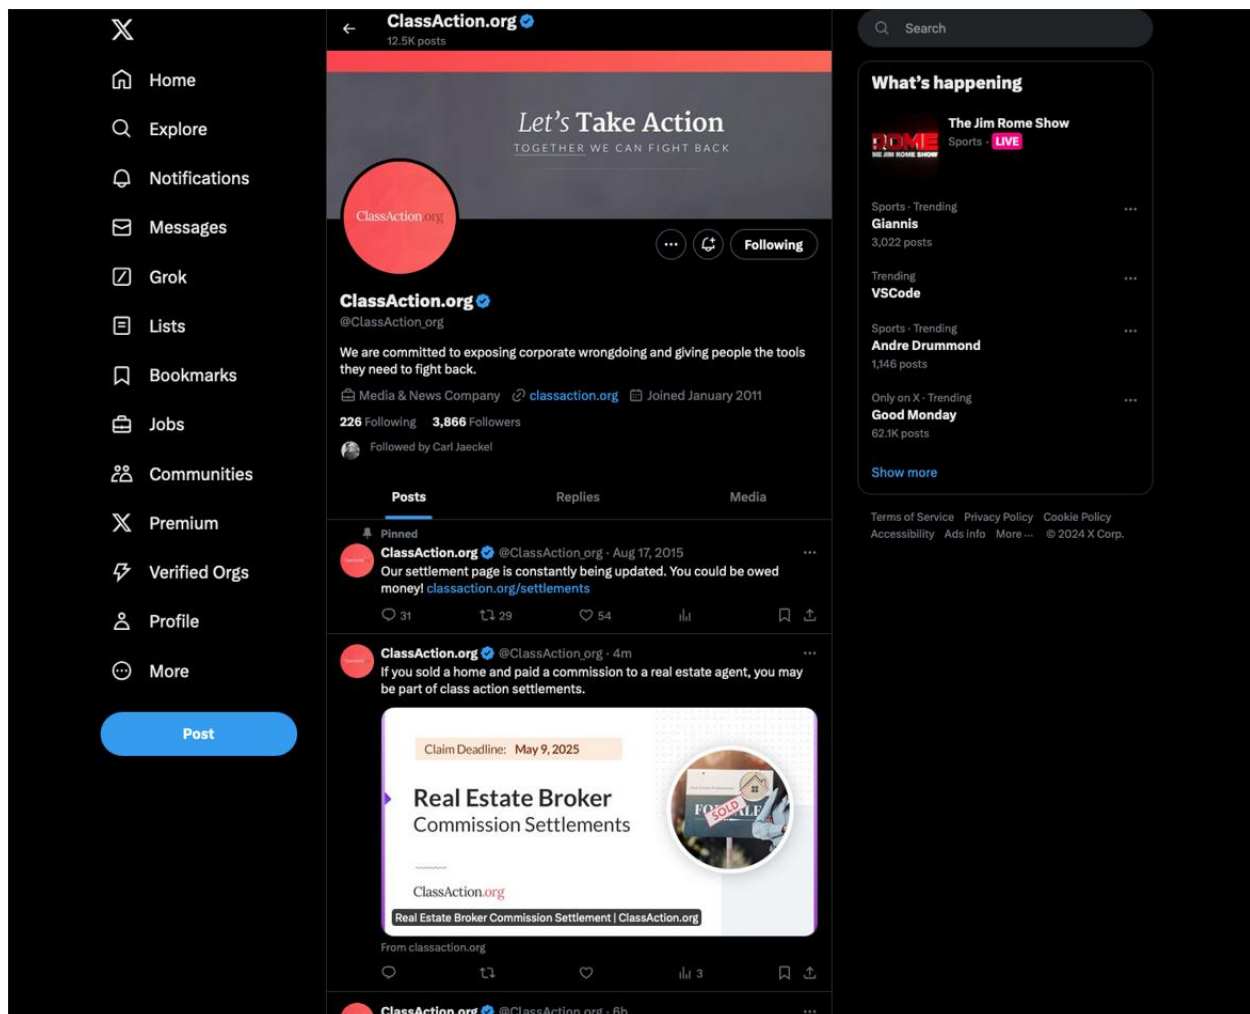 Home
Explore
Notifications
Messages
Grok
Lists
Bookmarks
Jobs
Communities
Premium
Verified Orgs
Profile
More
Post
ClassAction.org
12.5K posts
Let's Take Action
TOGETHER WE CAN FIGHT BACK
ClassAction.org
Following
ClassAction.org
@ClassAction_org
We are committed to exposing corporate wrongdoing and giving people the tools
they need to fight back.
Media & News Company classaction.org Joined January 2011
226 Following 3,866 Followers
Followed by Carl Jaeckel
Posts Replies Media
Pinned
ClassAction.org @ClassAction_org · Aug 17, 2015
Our settlement page is constantly being updated. You could be owed
money! classaction.org/settlements
31 29 54
ClassAction.org @ClassAction_org · 4m
If you sold a home and paid a commission to a real estate agent, you may
be part of class action settlements.
Claim Deadline: May 9, 2025
Real Estate Broker
Commission Settlements
SOLD
ClassAction.org
Real Estate Broker Commission Settlement | ClassAction.org
From classaction.org
3
ClassAction.org @ClassAction_org · 6h
Search
What's happening
ROME
THE JIM ROME SHOW
The Jim Rome Show
Sports · LIVE
Sports · Trending
Giannis
3,022 posts
Trending
VSCode
Sports · Trending
Andre Drummond
1,146 posts
Only on X · Trending
Good Monday
62.1K posts
Show more
Terms of Service Privacy Policy Cookie Policy
Accessibility Ads info More ... © 2024 X Corp.